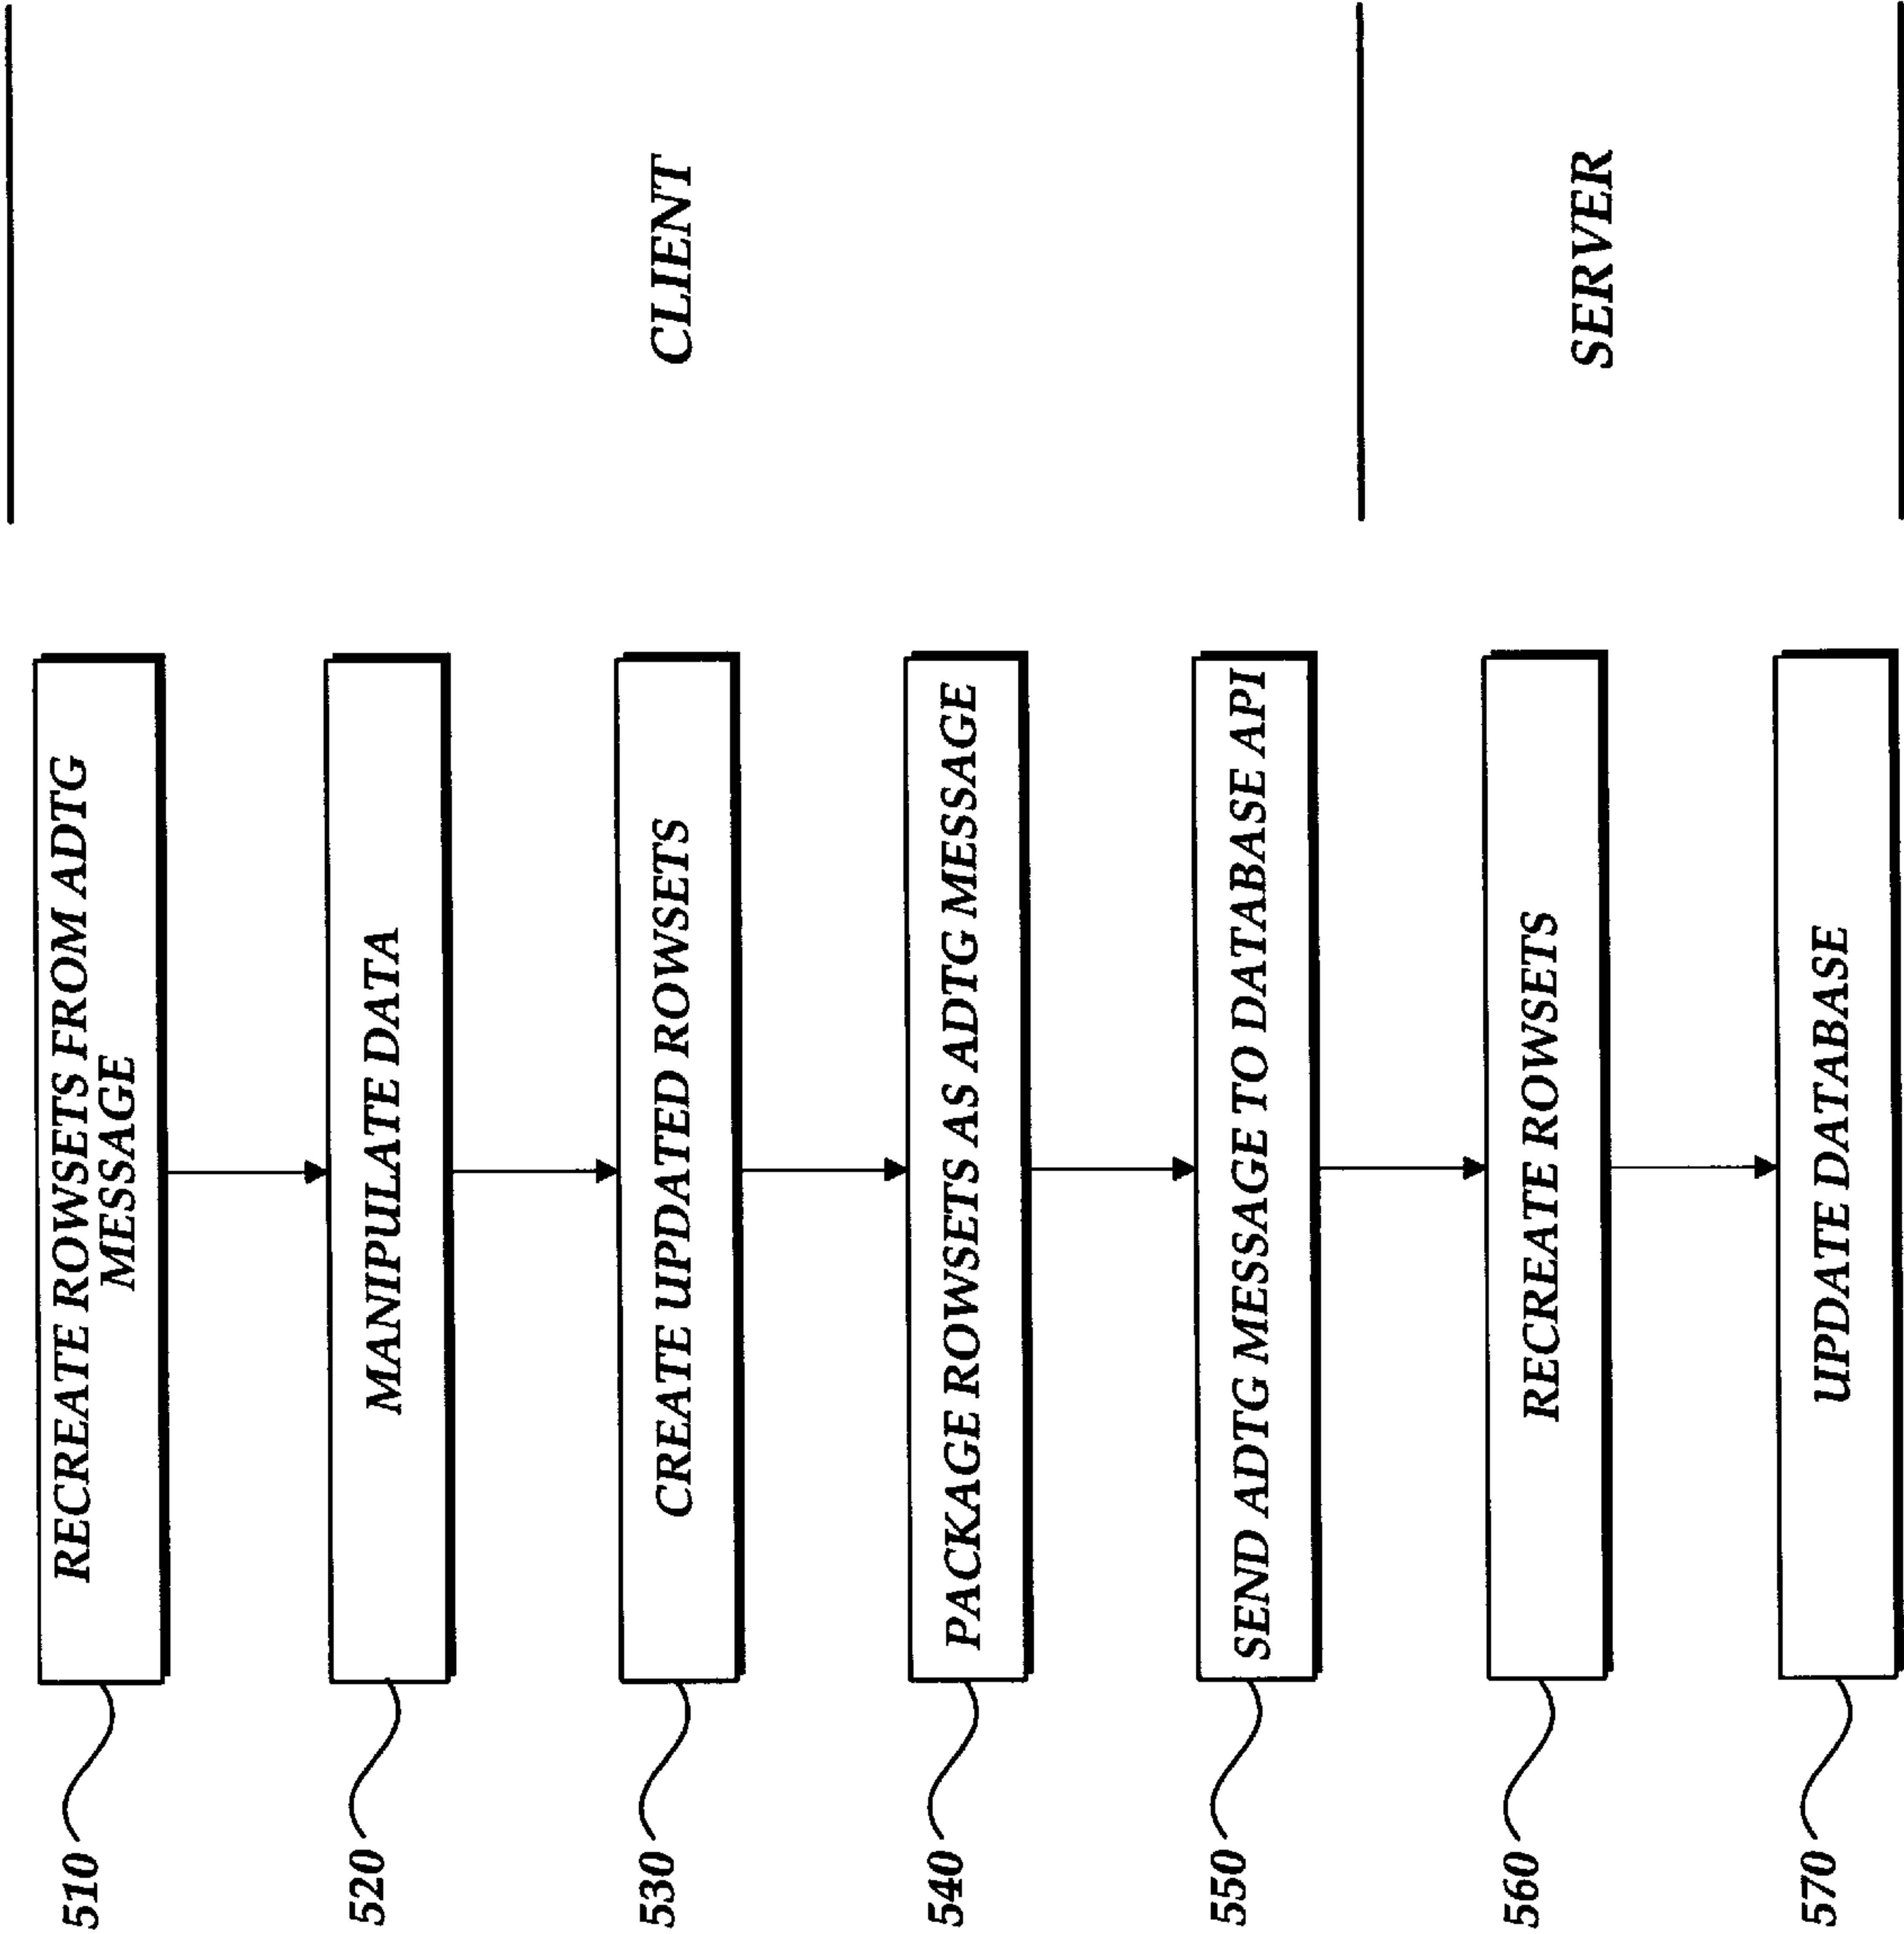 510
RECREATE ROWSETS FROM ADTG
MESSAGE
520
MANIPULATE DATA
530
CREATE UPDATED ROWSETS
CLIENT
540
PACKAGE ROWSETS AS ADTG MESSAGE
550
SEND ADTG MESSAGE TO DATABASE API
560
RECREATE ROWSETS
SERVER
570
UPDATE DATABASE